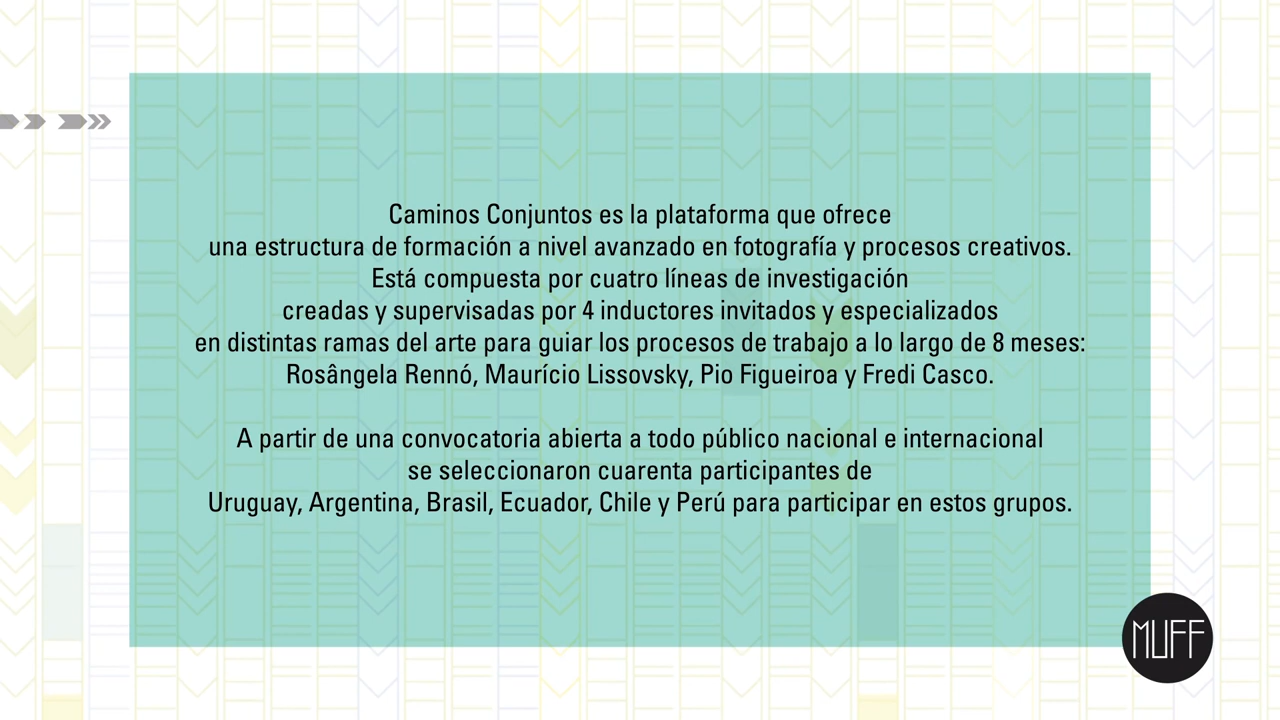 Caminos Conjuntos es la plataforma que ofrece
una estructura de formación a nivel avanzado en fotografía y procesos creativos.
Está compuesta por cuatro líneas de investigación
creadas y supervisadas por 4 inductores invitados y especializados
en distintas ramas del arte para guiar los procesos de trabajo a lo largo de 8 meses:
Rosângela Rennó, Maurício Lissovsky, Pio Figueiroa y Fredi Casco.
A partir de una convocatoria abierta a todo público nacional e internacional
se seleccionaron cuarenta participantes de
Uruguay, Argentina, Brasil, Ecuador, Chile y Perú para participar en estos grupos.
MUFF